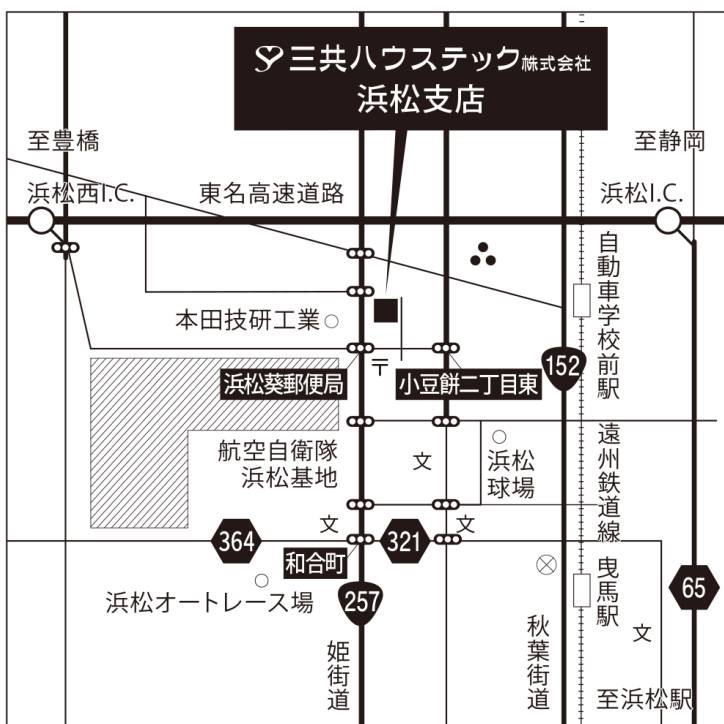 三共ハウステック株式会社
浜松支店
至豊橋
至静岡
浜松西I.C.
東名高速道路
浜松I.C.
自動車学校前駅
本田技研工業
〒
152
浜松葵郵便局
小豆餅二丁目東
航空自衛隊
浜松基地
文
浜松
球場
遠州鉄道線
文
文
364
321
和合町
曳馬駅
65
浜松オートレース場
257
文
姫街道
秋葉街道
至浜松駅